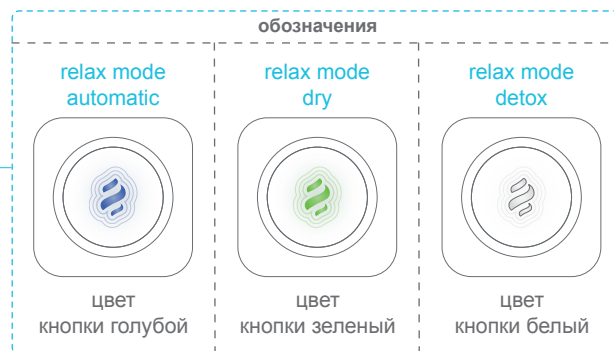 обозначения
relax mode
automatic
relax mode
dry
relax mode
detox
цвет
кнопки голубой
цвет
кнопки зеленый
цвет
кнопки белый